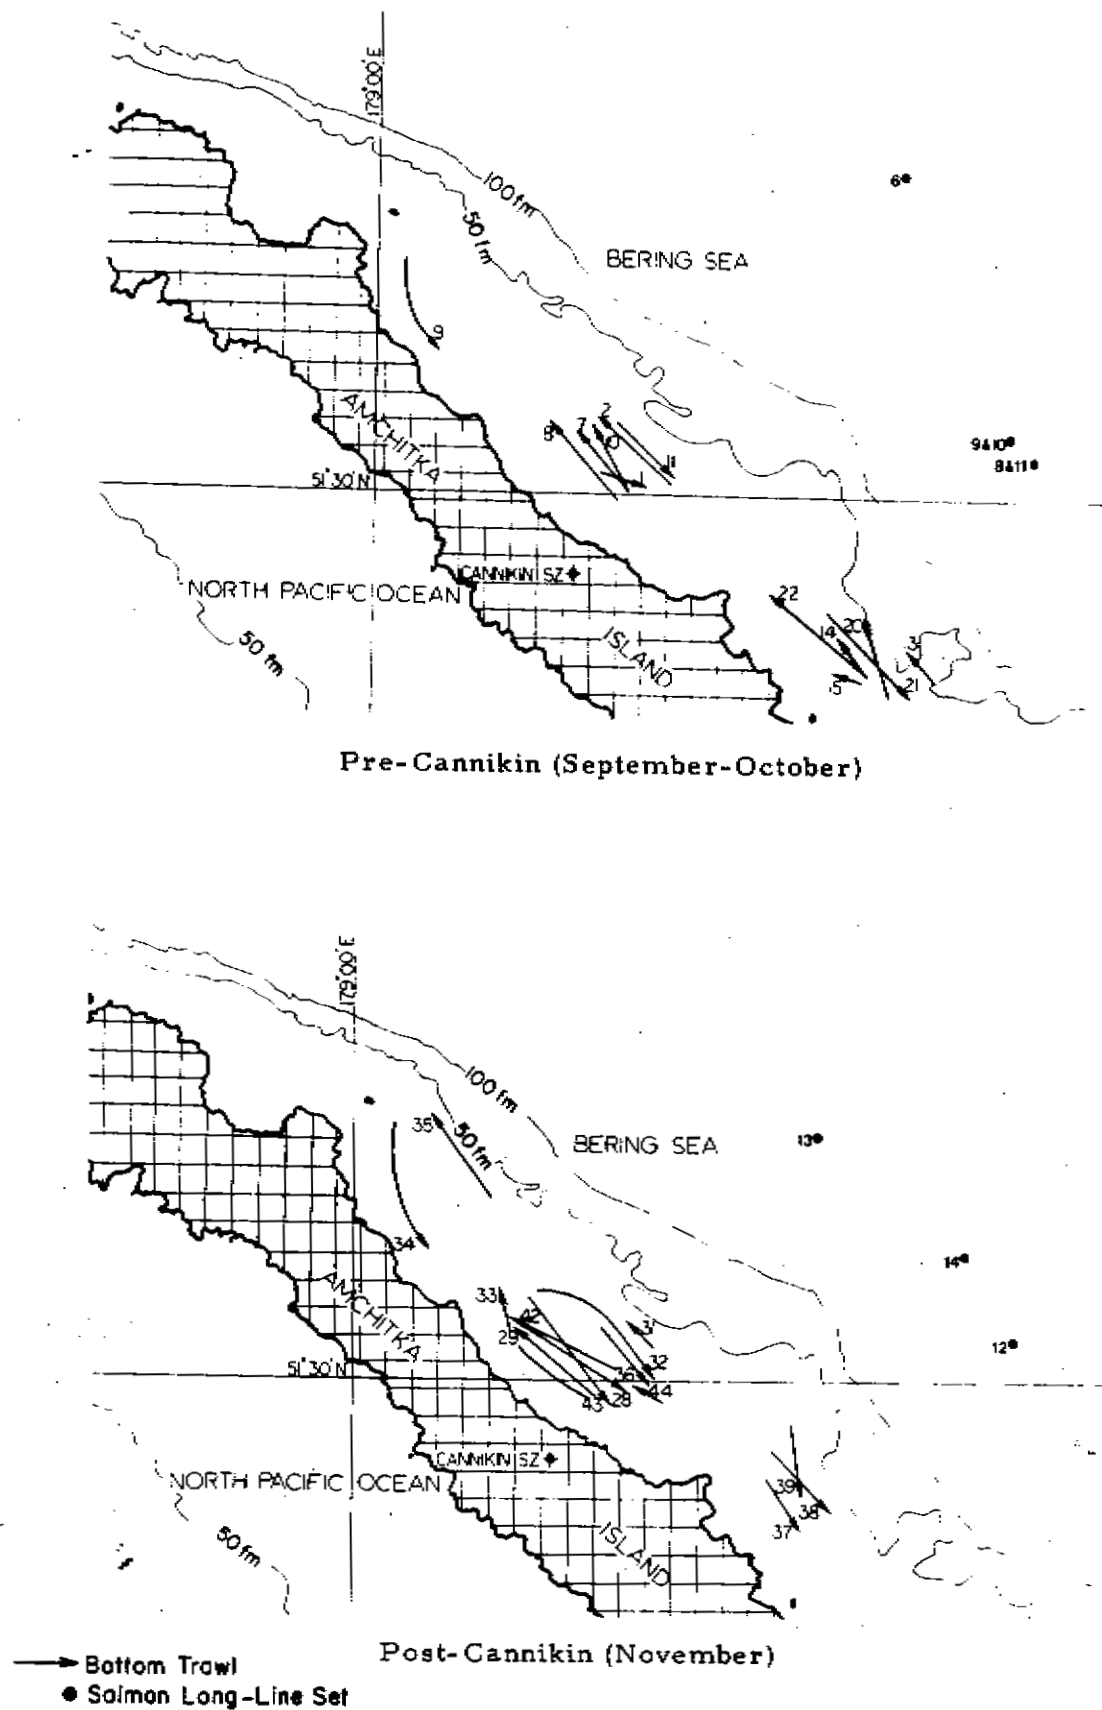 179°00'E
100 fm
6
50 fm
BERING SEA
9
2
8
7
10
11
9&10
8&11
AMCHITKA
51°30'N
CANNIKIN SZ
NORTH PACIFIC OCEAN
22
14
20
21
ISLAND
50 fm
Pre-Cannikin (September-October)
179°00'E
100 fm
35
50 fm
BERING SEA
13
34
14
33
42
29
31
32
36
12
AMCHITKA
51°30'N
43
28
44
CANNIKIN SZ
NORTH PACIFIC OCEAN
39
38
37
ISLAND
50 fm
Post-Cannikin (November)
Bottom Trawl
Salmon Long-Line Set